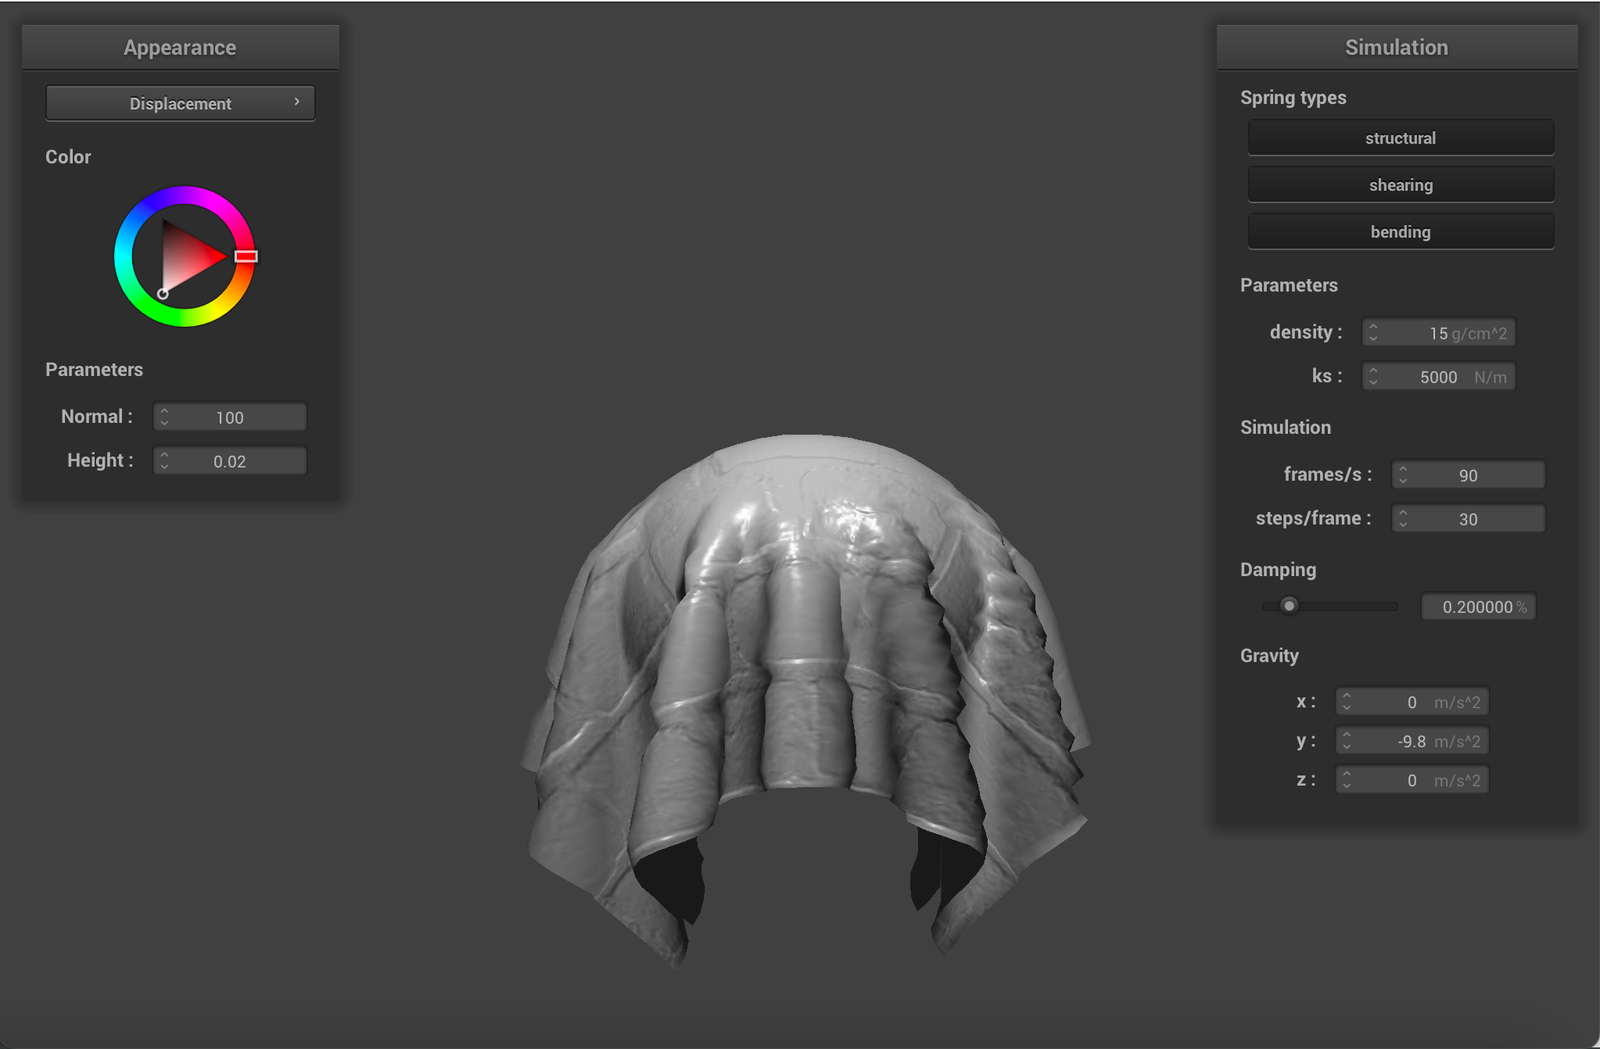 Appearance
Displacement
Color
Parameters
Normal : 100
Height : 0.02
Simulation
Spring types
structural
shearing
bending
Parameters
density : 15 g/cm^2
ks : 5000 N/m
Simulation
frames/s : 90
steps/frame : 30
Damping
0.200000 %
Gravity
x : 0 m/s^2
y : -9.8 m/s^2
z : 0 m/s^2